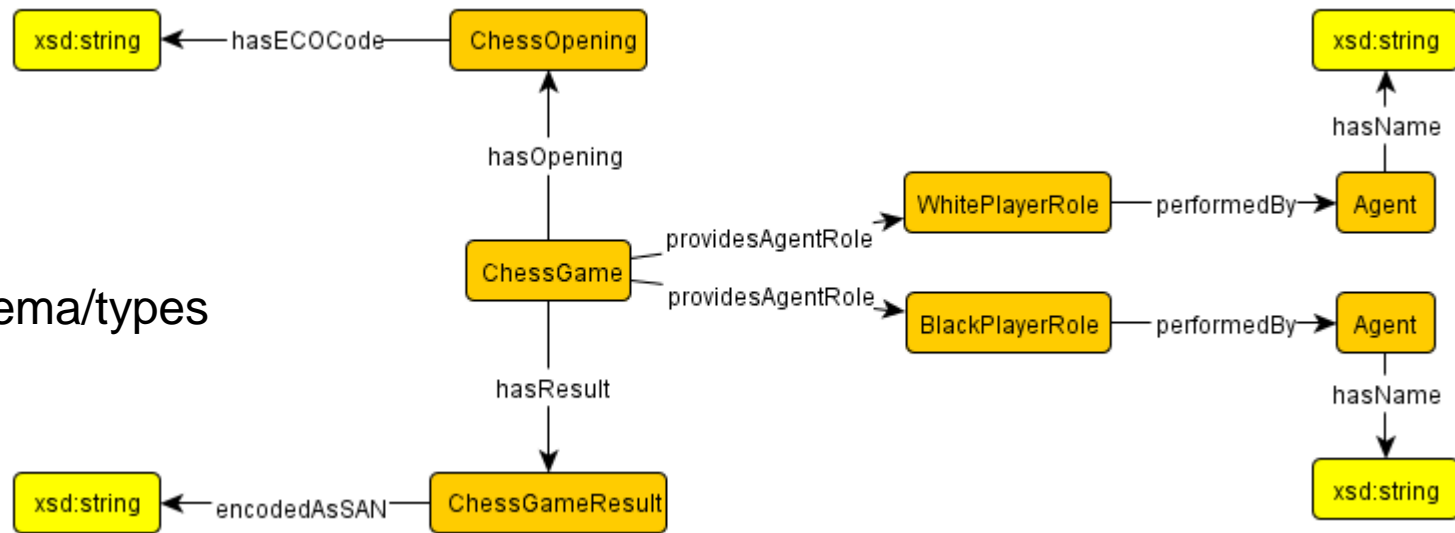 xsd:string
hasECOCode
ChessOpening
xsd:string
hasName
hasOpening
WhitePlayerRole
performedBy
Agent
providesAgentRole
ChessGame
providesAgentRole
ema/types
BlackPlayerRole
performedBy
Agent
hasResult
hasName
xsd:string
encodedAsSAN
ChessGameResult
xsd:string